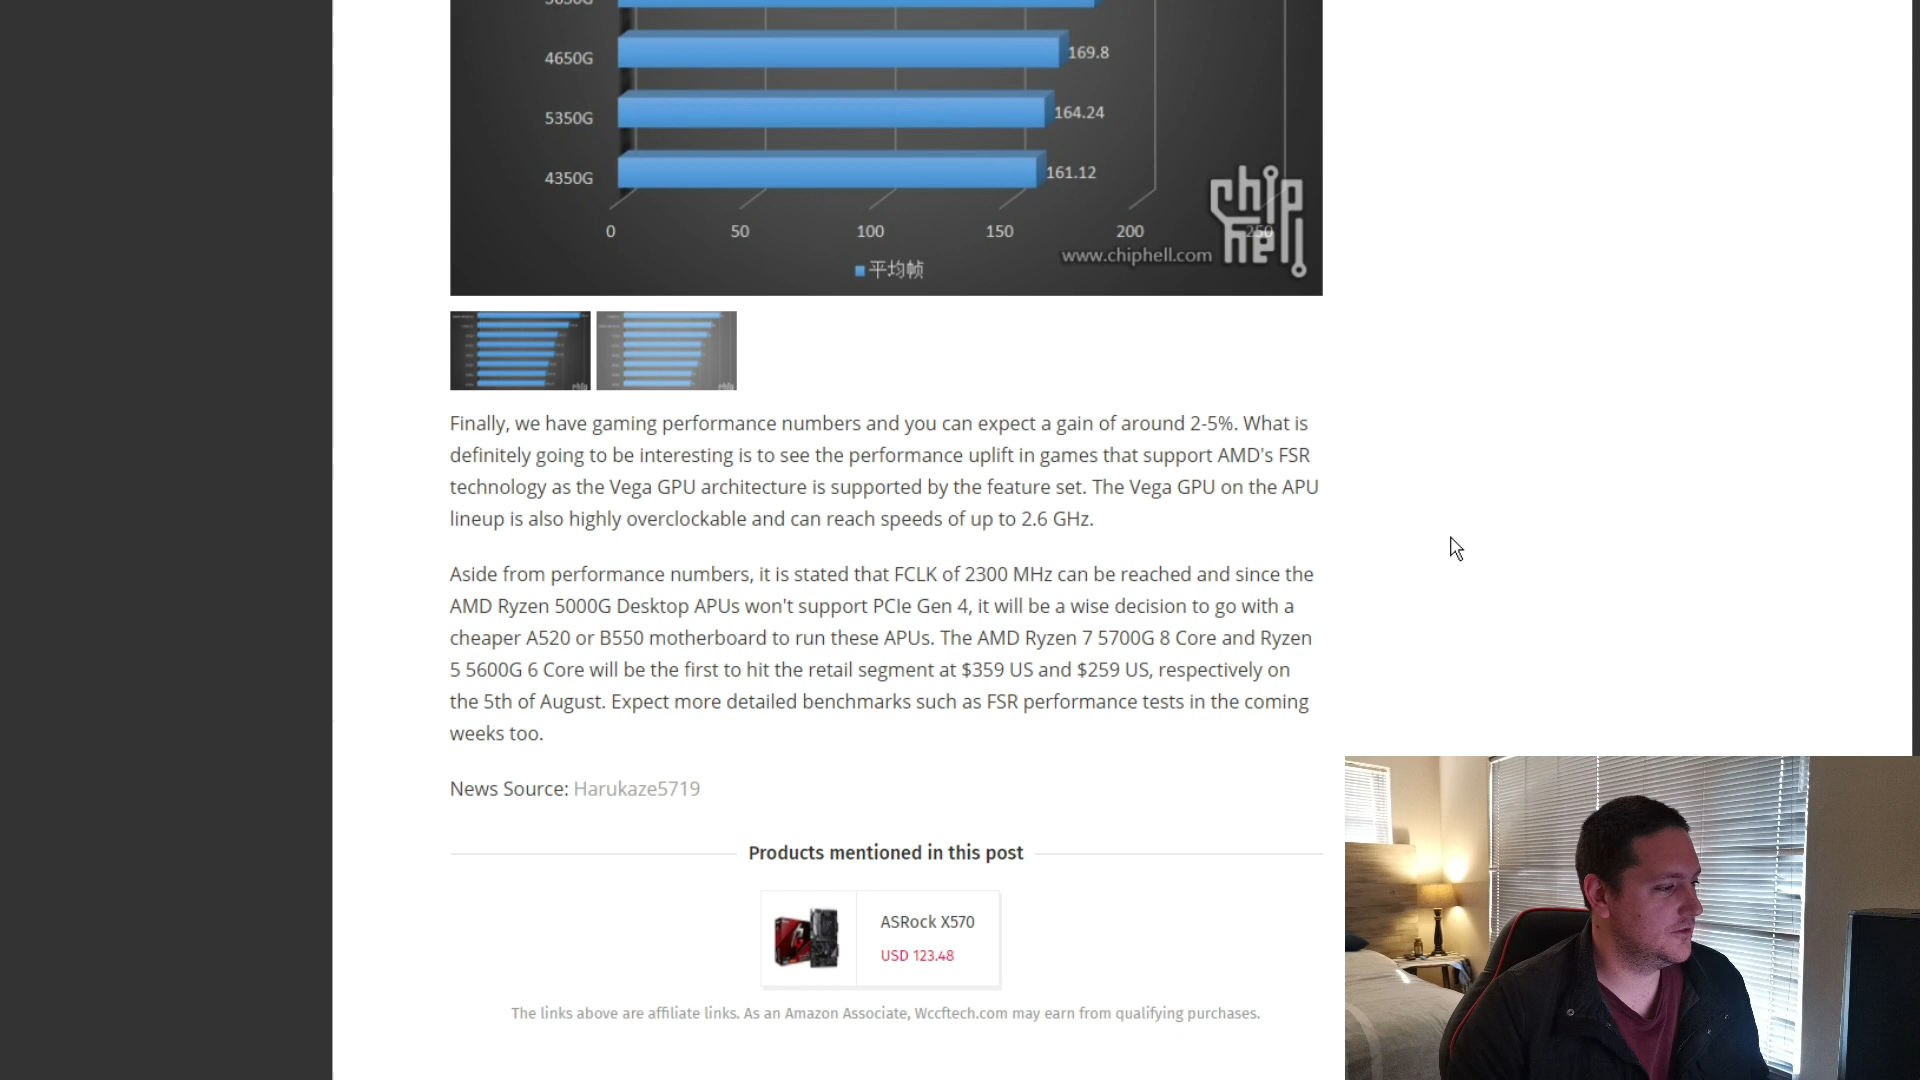 4650G
169.8
5350G
164.24
4350G
161.12
0
50
100
150
200
250
平均帧
www.chiphell.com
chip
hell
Finally, we have gaming performance numbers and you can expect a gain of around 2-5%. What is
definitely going to be interesting is to see the performance uplift in games that support AMD's FSR
technology as the Vega GPU architecture is supported by the feature set. The Vega GPU on the APU
lineup is also highly overclockable and can reach speeds of up to 2.6 GHz.
Aside from performance numbers, it is stated that FCLK of 2300 MHz can be reached and since the
AMD Ryzen 5000G Desktop APUs won't support PCIe Gen 4, it will be a wise decision to go with a
cheaper A520 or B550 motherboard to run these APUs. The AMD Ryzen 7 5700G 8 Core and Ryzen
5 5600G 6 Core will be the first to hit the retail segment at $359 US and $259 US, respectively on
the 5th of August. Expect more detailed benchmarks such as FSR performance tests in the coming
weeks too.
News Source: Harukaze5719
Products mentioned in this post
ASRock X570
USD 123.48
The links above are affiliate links. As an Amazon Associate, Wccftech.com may earn from qualifying purchases.